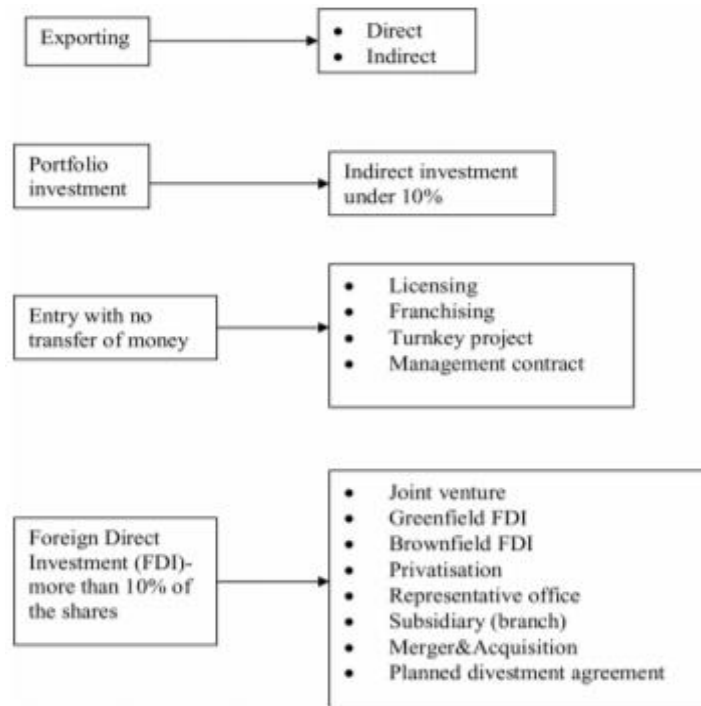 Exporting
• Direct
• Indirect
Portfolio
investment
Indirect investment
under 10%
Entry with no
transfer of money
• Licensing
• Franchising
• Turnkey project
• Management contract
Foreign Direct
Investment (FDI)-
more than 10% of
the shares
• Joint venture
• Greenfield FDI
• Brownfield FDI
• Privatisation
• Representative office
• Subsidiary (branch)
• Merger&Acquisition
• Planned divestment agreement